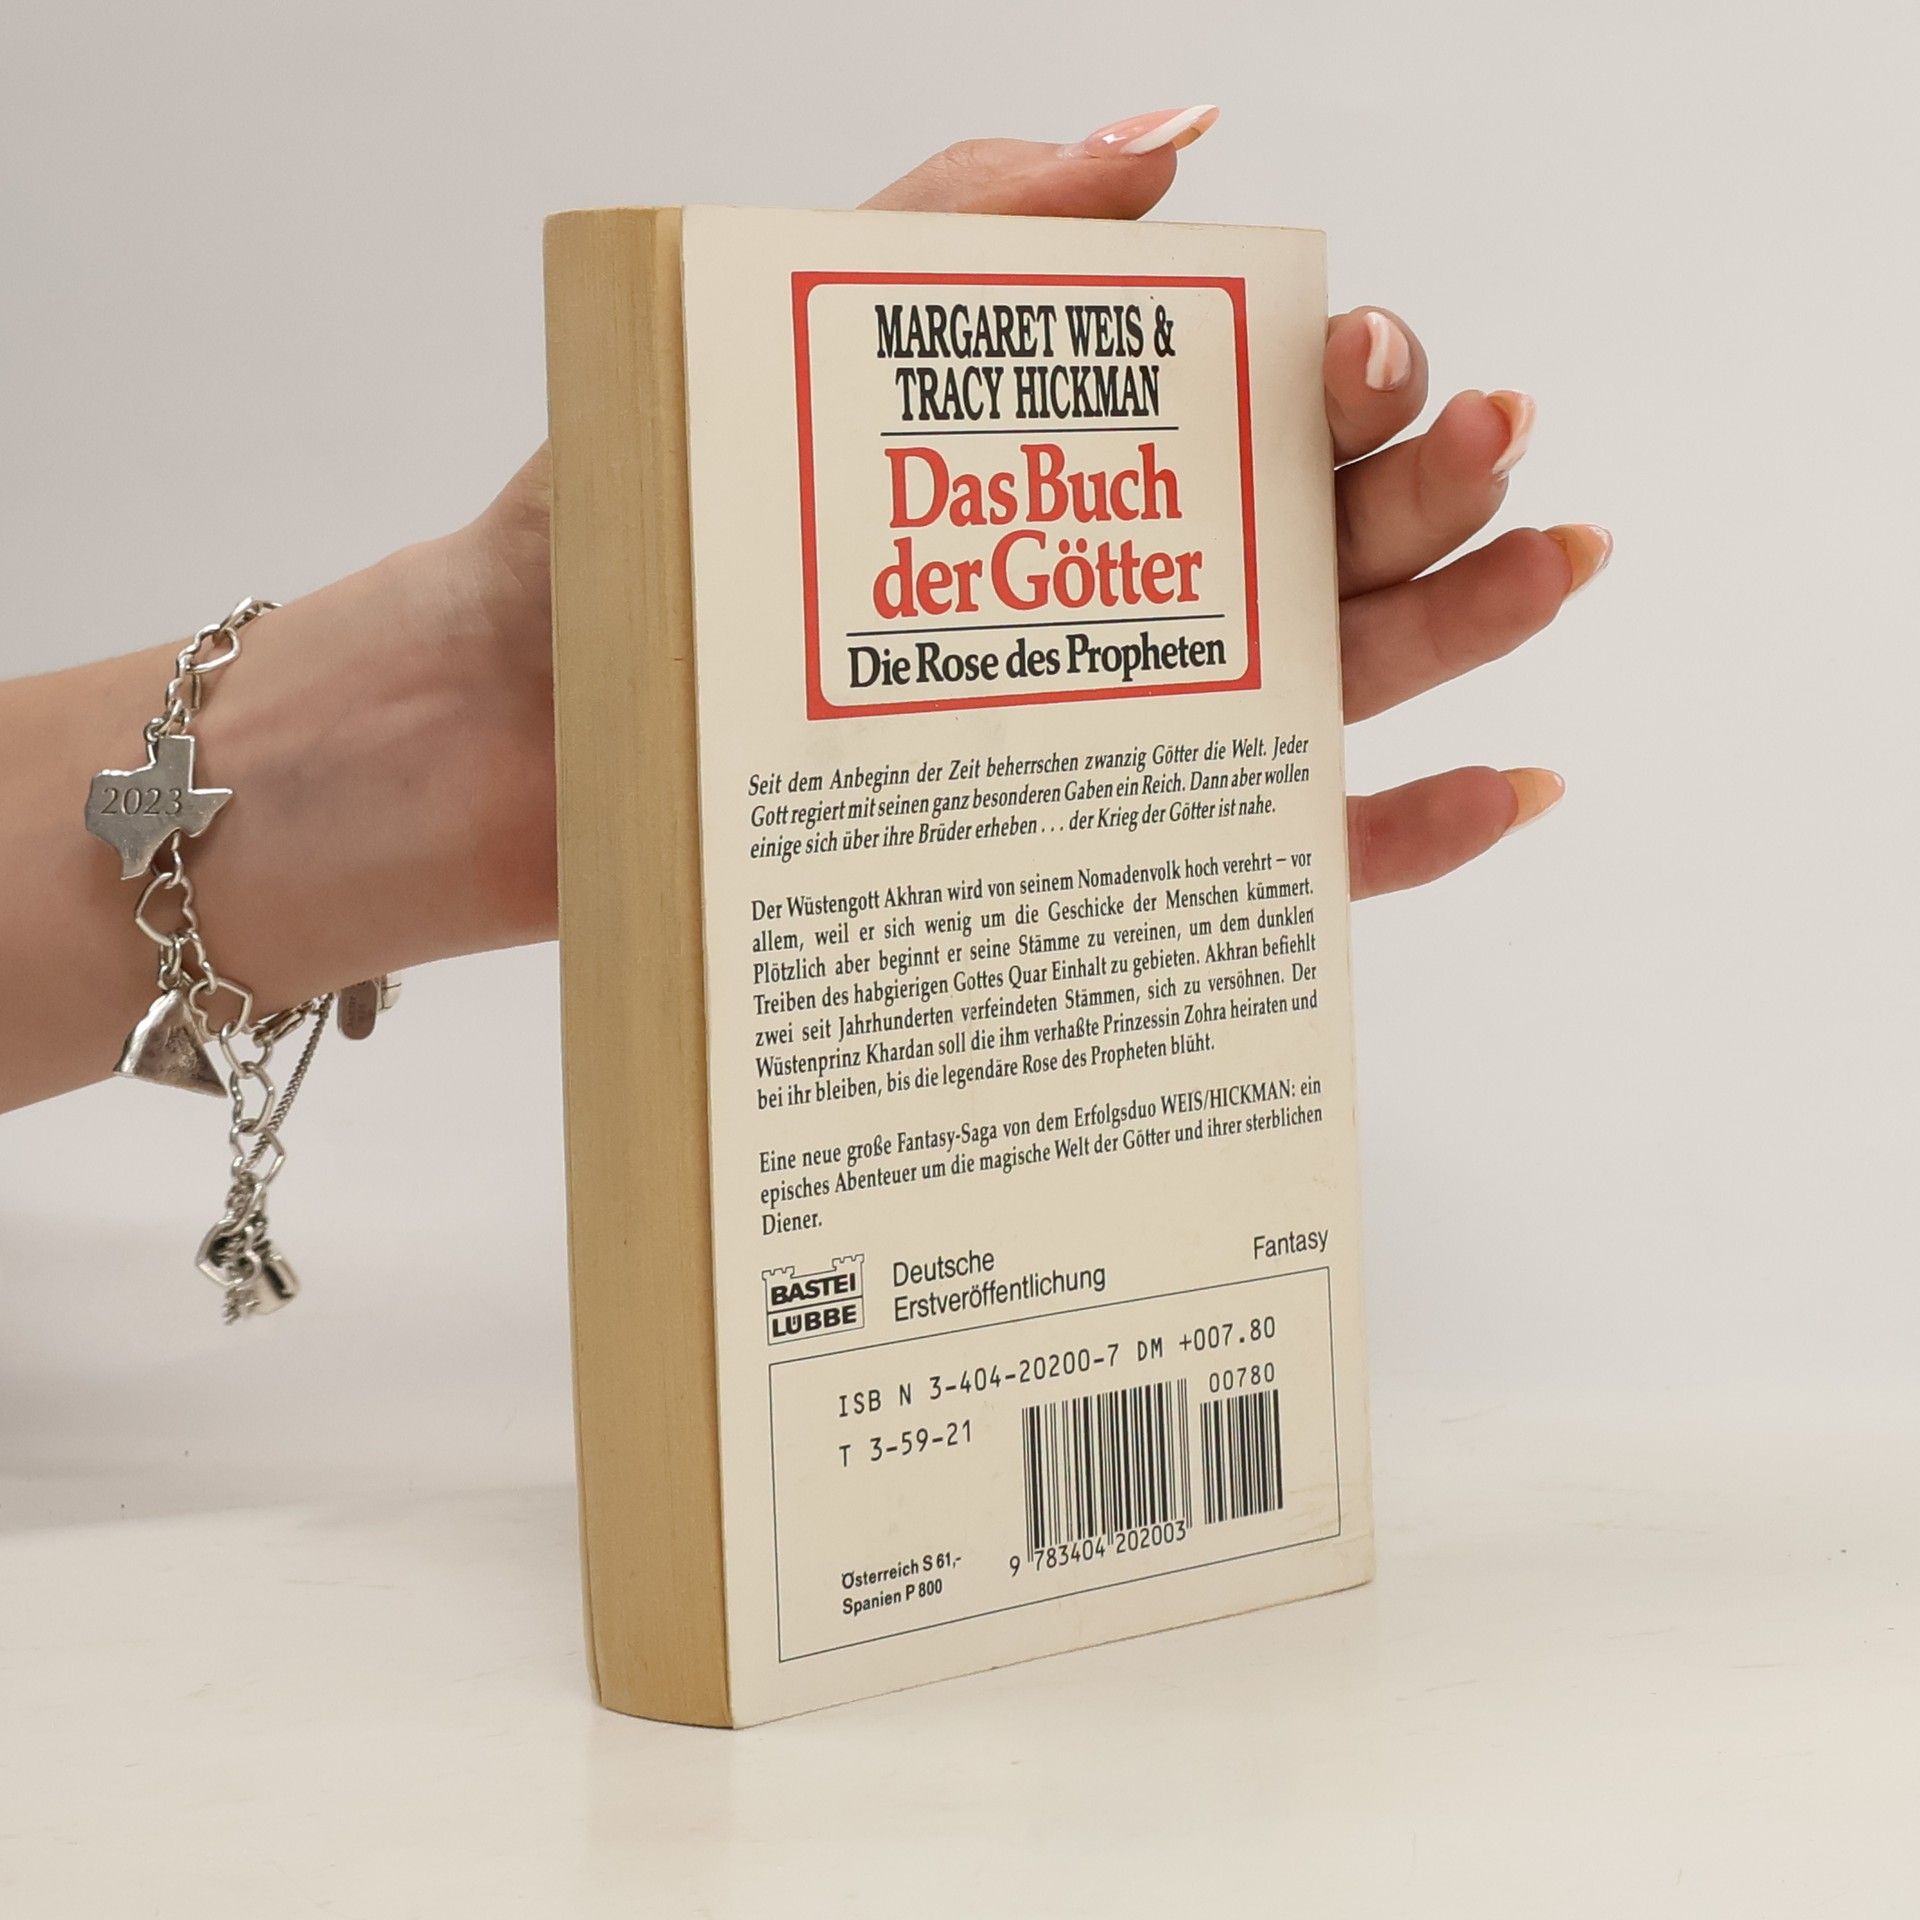 MARGARET WEIS &
TRACY HICKMAN
Das Buch
der Götter
Die Rose des Propheten
Seit dem Anbeginn der Zeit beherrschen zwanzig Götter die Welt. Jeder
Gott regiert mit seinen ganz besonderen Gaben ein Reich. Dann aber wollen
einige sich über ihre Brüder erheben . . . der Krieg der Götter ist nahe.
Der Wüstengott Akhran wird von seinem Nomadenvolk hoch verehrt – vor
allem, weil er sich wenig um die Geschicke der Menschen kümmert.
Plötzlich aber beginnt er seine Stämme zu vereinen, um dem dunklen
Treiben des habgierigen Gottes Quar Einhalt zu gebieten. Akhran befiehlt
zwei seit Jahrhunderten verfeindeten Stämmen, sich zu versöhnen. Der
Wüstenprinz Khardan soll die ihm verhaßte Prinzessin Zohra heiraten und
bei ihr bleiben, bis die legendäre Rose des Propheten blüht.
Eine neue große Fantasy-Saga von dem Erfolgsduo WEIS/HICKMAN: ein
episches Abenteuer um die magische Welt der Götter und ihrer sterblichen
Diener.
BASTEI
LÜBBE
Deutsche
Erstveröffentlichung
Fantasy
ISB N 3-404-20200-7 DM +007.80
00780
T 3-59-21
9 783404 202003
Österreich S 61,-
Spanien P 800
2023